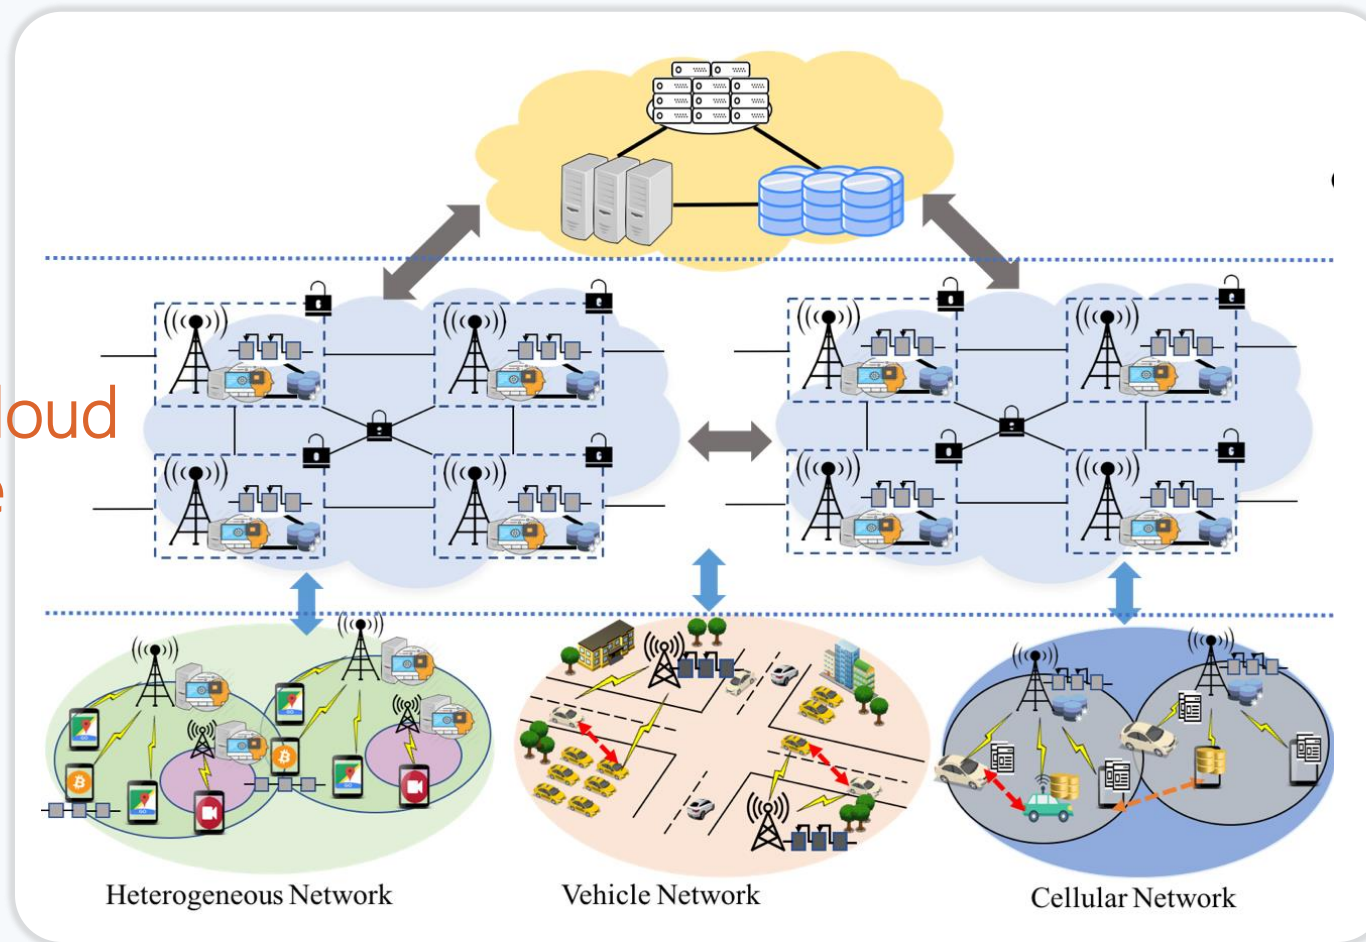 loud
e
Heterogeneous Network
Vehicle Network
Cellular Network